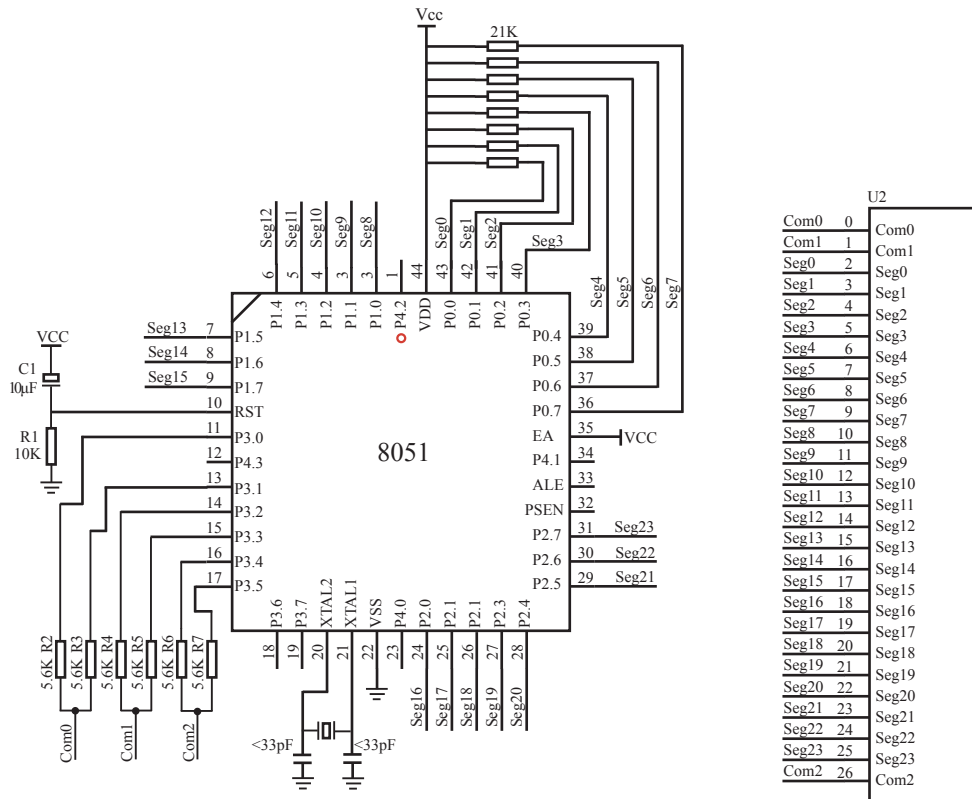 Vcc
21K
Seg12
Seg11
Seg10
Seg9
Seg8
Seg0
Seg1
Seg2
Seg3
Seg4
Seg5
Seg6
Seg7
6
5
4
3
3
1
44
43
42
41
40
P1.4
P1.3
P1.2
P1.1
P1.0
P4.2
VDD
P0.0
P0.1
P0.2
P0.3
Seg13 7 P1.5
Seg14 8 P1.6
Seg15 9 P1.7
10 RST
11 P3.0
12 P4.3
13 P3.1
14 P3.2
15 P3.3
16 P3.4
17 P3.5
VCC
C1
10µF
R1
10K
8051
P0.4 39
P0.5 38
P0.6 37
P0.7 36
EA 35 VCC
P4.1 34
ALE 33
PSEN 32
P2.7 31 Seg23
P2.6 30 Seg22
P2.5 29 Seg21
P3.6
P3.7
XTAL2
XTAL1
VSS
P4.0
P2.0
P2.1
P2.1
P2.3
P2.4
18
19
20
21
22
23
24
25
26
27
28
Seg16
Seg17
Seg18
Seg19
Seg20
5.6K R2
5.6K R3
5.6K R4
5.6K R5
5.6K R6
5.6K R7
Com0
Com1
Com2
<33pF
<33pF
U2
Com0 0 Com0
Com1 1 Com1
Seg0 2 Seg0
Seg1 3 Seg1
Seg2 4 Seg2
Seg3 5 Seg3
Seg4 6 Seg4
Seg5 7 Seg5
Seg6 8 Seg6
Seg7 9 Seg7
Seg8 10 Seg8
Seg9 11 Seg9
Seg10 12 Seg10
Seg11 13 Seg11
Seg12 14 Seg12
Seg13 15 Seg13
Seg14 16 Seg14
Seg15 17 Seg15
Seg16 18 Seg16
Seg17 19 Seg17
Seg18 20 Seg18
Seg19 21 Seg19
Seg20 22 Seg20
Seg21 23 Seg21
Seg22 24 Seg22
Seg23 25 Seg23
Com2 26 Com2